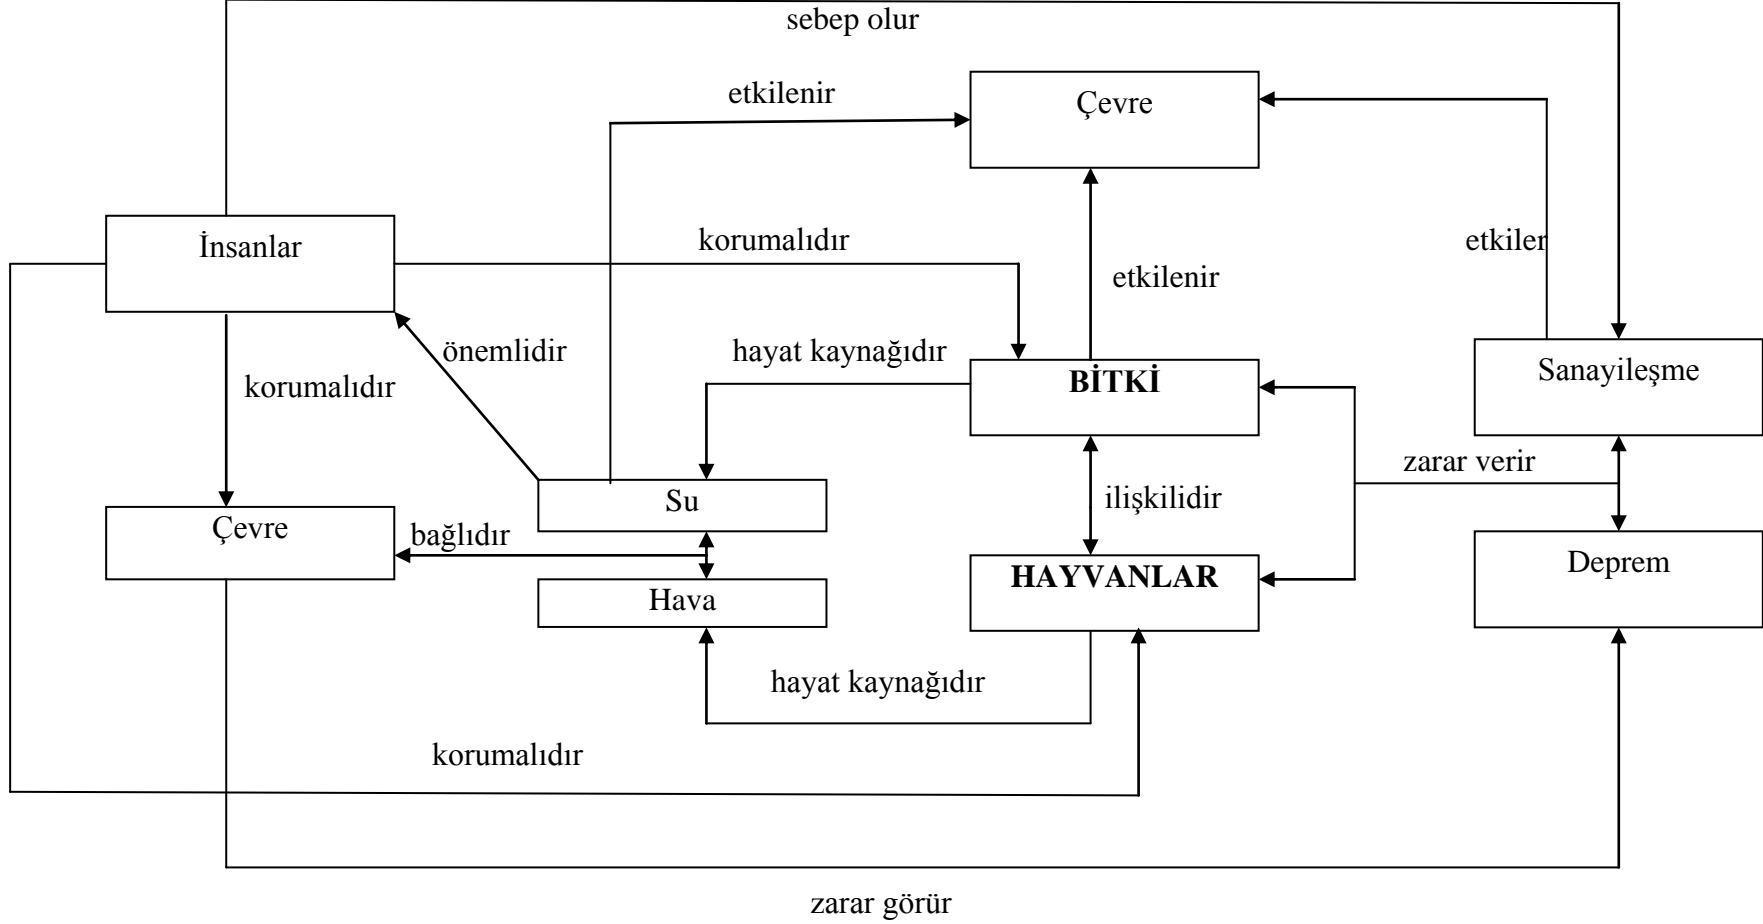 sebep olur
etkilenir
Çevre
İnsanlar
korumalıdır
etkiler
etkilenir
önemlidir
hayat kaynağıdır
BİTKİ
Sanayileşme
korumalıdır
zarar verir
Su
ilişkilidir
Çevre
bağlıdır
Deprem
HAYVANLAR
Hava
hayat kaynağıdır
korumalıdır
zarar görür